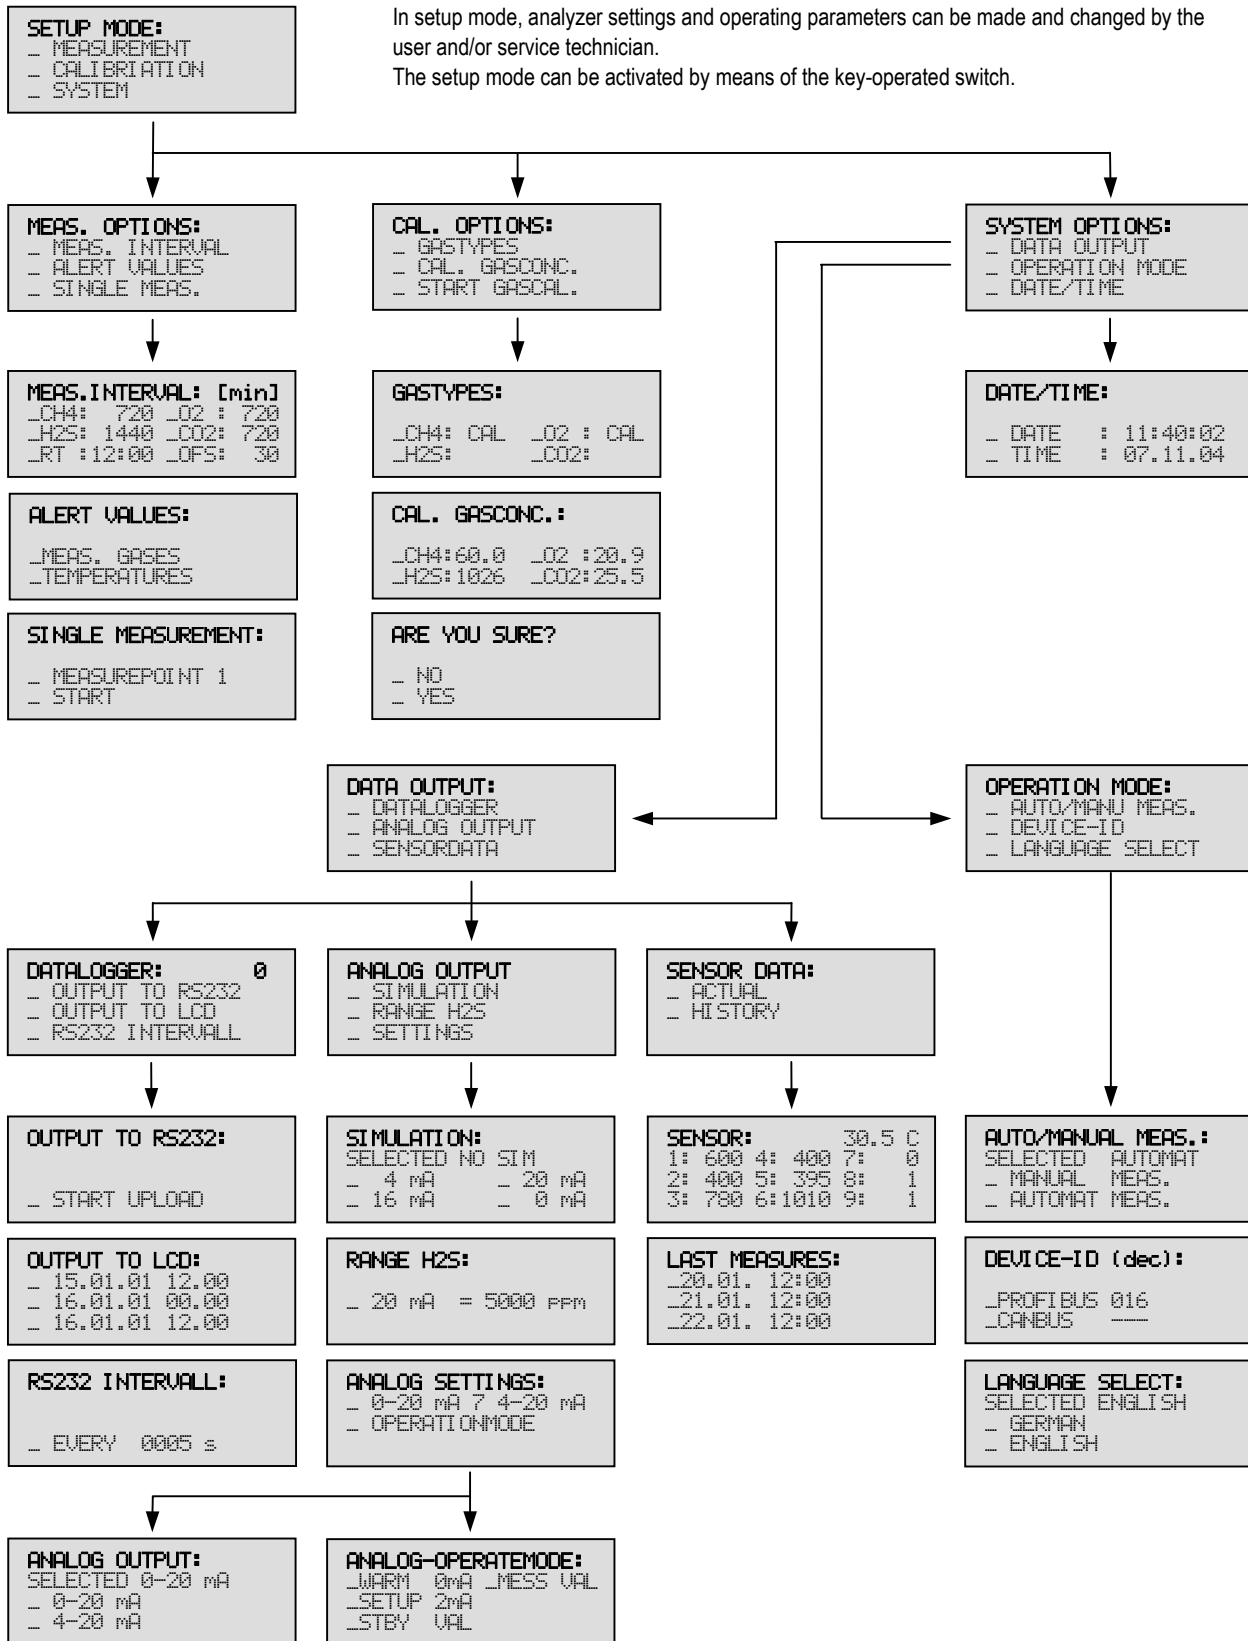 In setup mode, analyzer settings and operating parameters can be made and changed by the
user and/or service technician.
The setup mode can be activated by means of the key-operated switch.
SETUP MODE:
_ MEASUREMENT
_ CALIBRIATION
_ SYSTEM
MEAS. OPTIONS:
_ MEAS. INTERVAL
_ ALERT VALUES
_ SINGLE MEAS.
CAL. OPTIONS:
_ GASTYPES
_ CAL. GASCONC.
_ START GASCAL.
SYSTEM OPTIONS:
_ DATA OUTPUT
_ OPERATION MODE
_ DATE/TIME
MEAS.INTERVAL: [min]
_CH4: 720 _O2 : 720
_H2S: 1440 _CO2: 720
_RT :12:00 _OFS: 30
GASTYPES:
_CH4: CAL _O2 : CAL
_H2S: _CO2:
DATE/TIME:
_ DATE : 11:40:02
_ TIME : 07.11.04
ALERT VALUES:
_MEAS. GASES
_TEMPERATURES
CAL. GASCONC.:
_CH4:60.0 _O2 :20.9
_H2S:1026 _CO2:25.5
SINGLE MEASUREMENT:
_ MEASUREPOINT 1
_ START
ARE YOU SURE?
_ NO
_ YES
DATA OUTPUT:
_ DATALOGGER
_ ANALOG OUTPUT
_ SENSORDATA
OPERATION MODE:
_ AUTO/MANU MEAS.
_ DEVICE-ID
_ LANGUAGE SELECT
DATALOGGER: 0
_ OUTPUT TO RS232
_ OUTPUT TO LCD
_ RS232 INTERVALL
ANALOG OUTPUT
_ SIMULATION
_ RANGE H2S
_ SETTINGS
SENSOR DATA:
_ ACTUAL
_ HISTORY
OUTPUT TO RS232:
_ START UPLOAD
SIMULATION:
SELECTED NO SIM
_ 4 mA _ 20 mA
_ 16 mA _ 0 mA
SENSOR: 30.5 C
1: 600 4: 400 7: 0
2: 400 5: 395 8: 1
3: 780 6:1010 9: 1
AUTO/MANUAL MEAS.:
SELECTED AUTOMAT
_ MANUAL MEAS.
_ AUTOMAT MEAS.
OUTPUT TO LCD:
_ 15.01.01 12.00
_ 16.01.01 00.00
_ 16.01.01 12.00
RANGE H2S:
_ 20 mA = 5000 ppm
LAST MEASURES:
_20.01. 12:00
_21.01. 12:00
_22.01. 12:00
DEVICE-ID (dec):
_PROFIBUS 016
_CANBUS ---
RS232 INTERVALL:
_ EVERY 0005 s
ANALOG SETTINGS:
_ 0-20 mA 7 4-20 mA
_ OPERATIONMODE
LANGUAGE SELECT:
SELECTED ENGLISH
_ GERMAN
_ ENGLISH
ANALOG OUTPUT:
SELECTED 0-20 mA
_ 0-20 mA
_ 4-20 mA
ANALOG-OPERATEMODE:
_WARM 0mA _MESS VAL
_SETUP 2mA
_STBY VAL